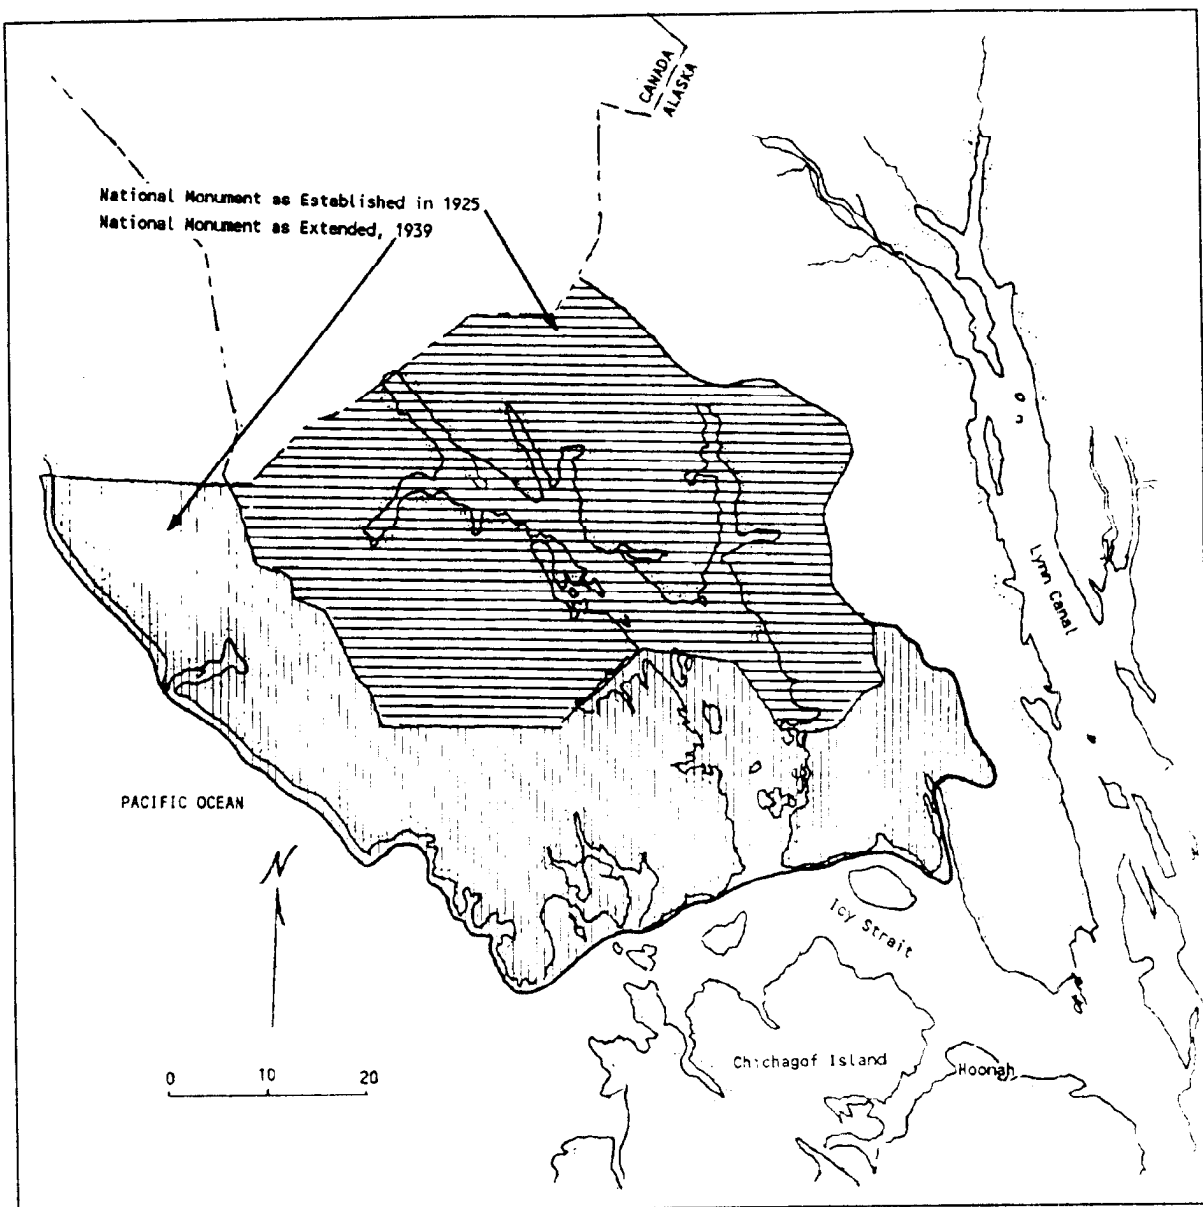 CANADA
ALASKA
National Monument as Established in 1925
National Monument as Extended, 1939
Lynn Canal
PACIFIC OCEAN
N
Icy Strait
0 10 20
Chichagof Island
Hoonah